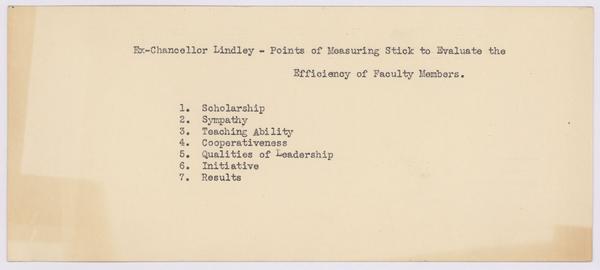 Ex-Chancellor Lindley - Points of Measuring Stick to Evaluate the
Efficiency of Faculty Members.
1. Scholarship
2. Sympathy
3. Teaching Ability
4. Cooperativeness
5. Qualities of Leadership
6. Initiative
7. Results